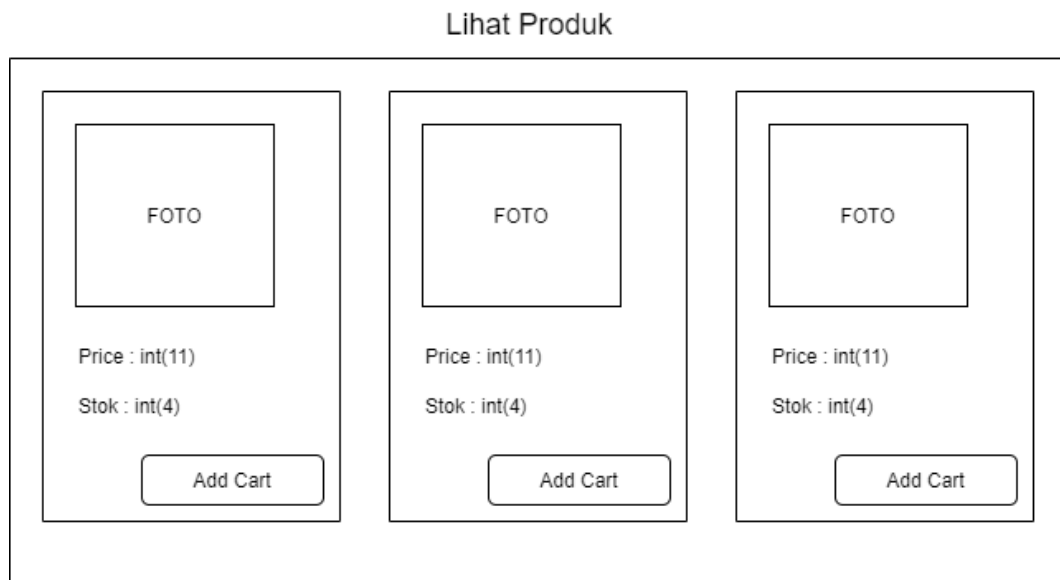 Lihat Produk
FOTO
Price : int(11)
Stok : int(4)
Add Cart
FOTO
Price : int(11)
Stok : int(4)
Add Cart
FOTO
Price : int(11)
Stok : int(4)
Add Cart